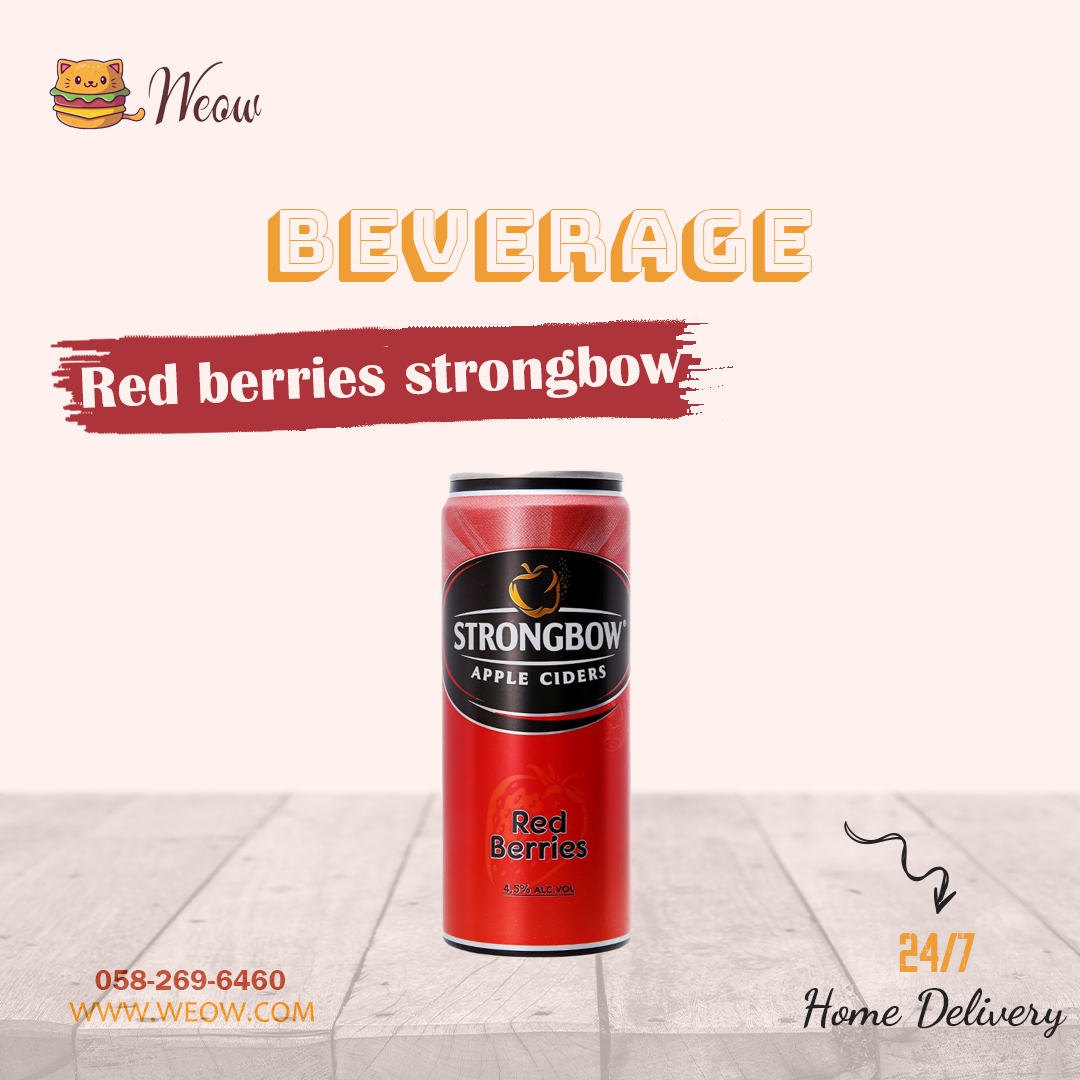 Weow
BEVERAGE
Red berries strongbow
STRONGBOW®
APPLE CIDERS
Red
Berries
4,5% ALC.VOL
058-269-6460
WWW.WEOW.COM
24/7
Home Delivery